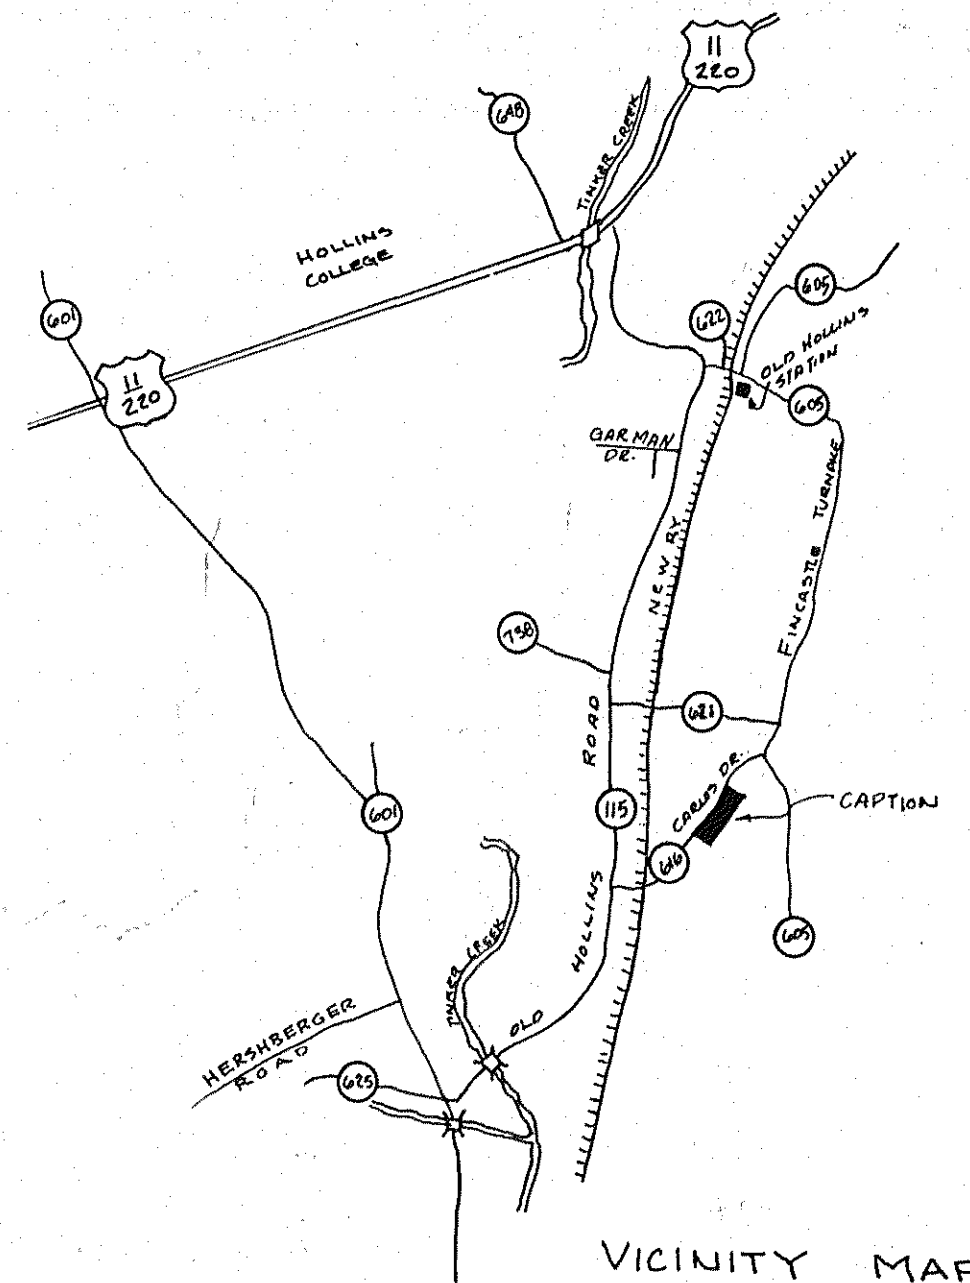 11
220
648
TINKER CREEK
HOLLINS
COLLEGE
601
605
622
11
220
OLD HOLLINS
STATION
605
GARMAN
DR.
FINCASTLE TURNPIKE
N & W RY
738
621
ROAD
CARLOS DR.
CAPTION
115
601
616
HOLLINS
605
TINKER CREEK
OLD
HERSHBERGER
ROAD
625
VICINITY MAP